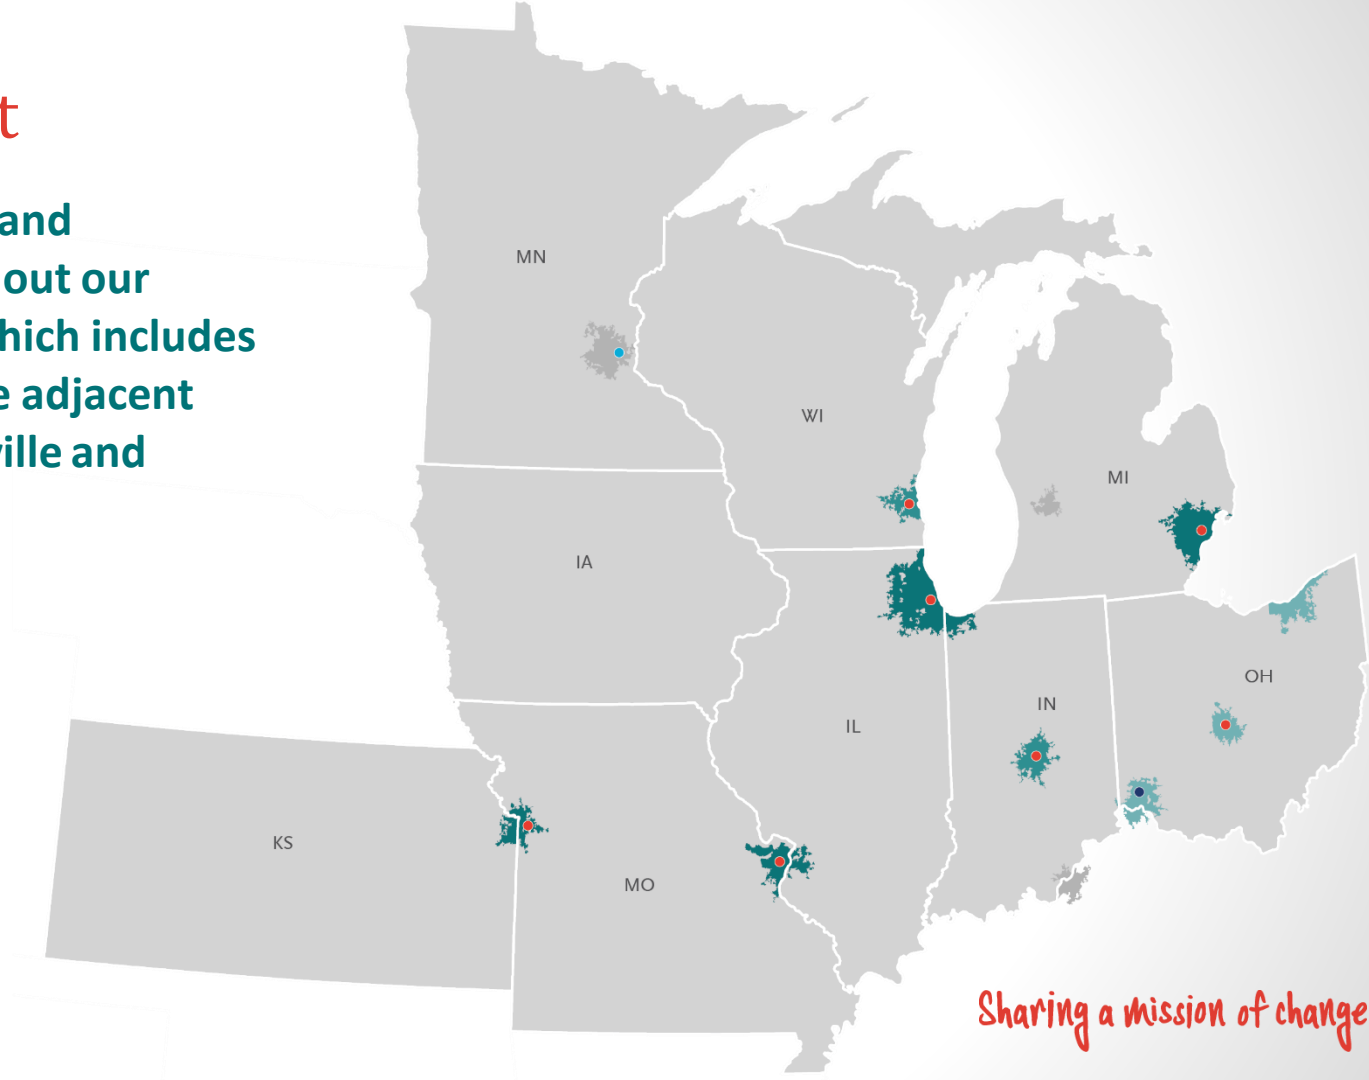 t
and
out our
hich includes
e adjacent
ville and
MN
WI
MI
IA
OH
IN
IL
KS
MO
Sharing a mission of change